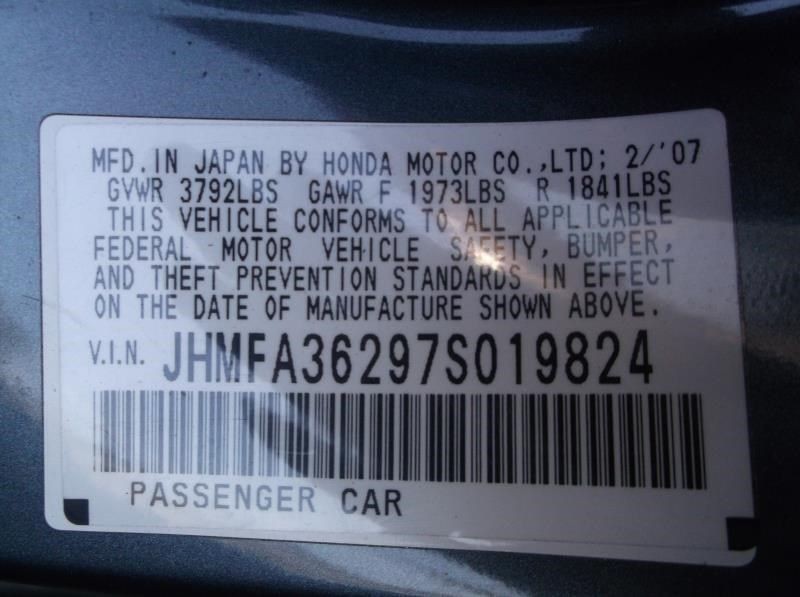 MFD. IN JAPAN BY HONDA MOTOR CO.,LTD; 2/'07
GVWR 3792LBS GAWR F 1973LBS R 1841LBS
THIS VEHICLE CONFORMS TO ALL APPLICABLE
FEDERAL MOTOR VEHICLE SAFETY, BUMPER,
AND THEFT PREVENTION STANDARDS IN EFFECT
ON THE DATE OF MANUFACTURE SHOWN ABOVE.
V.I.N. JHMFA36297S019824
PASSENGER CAR